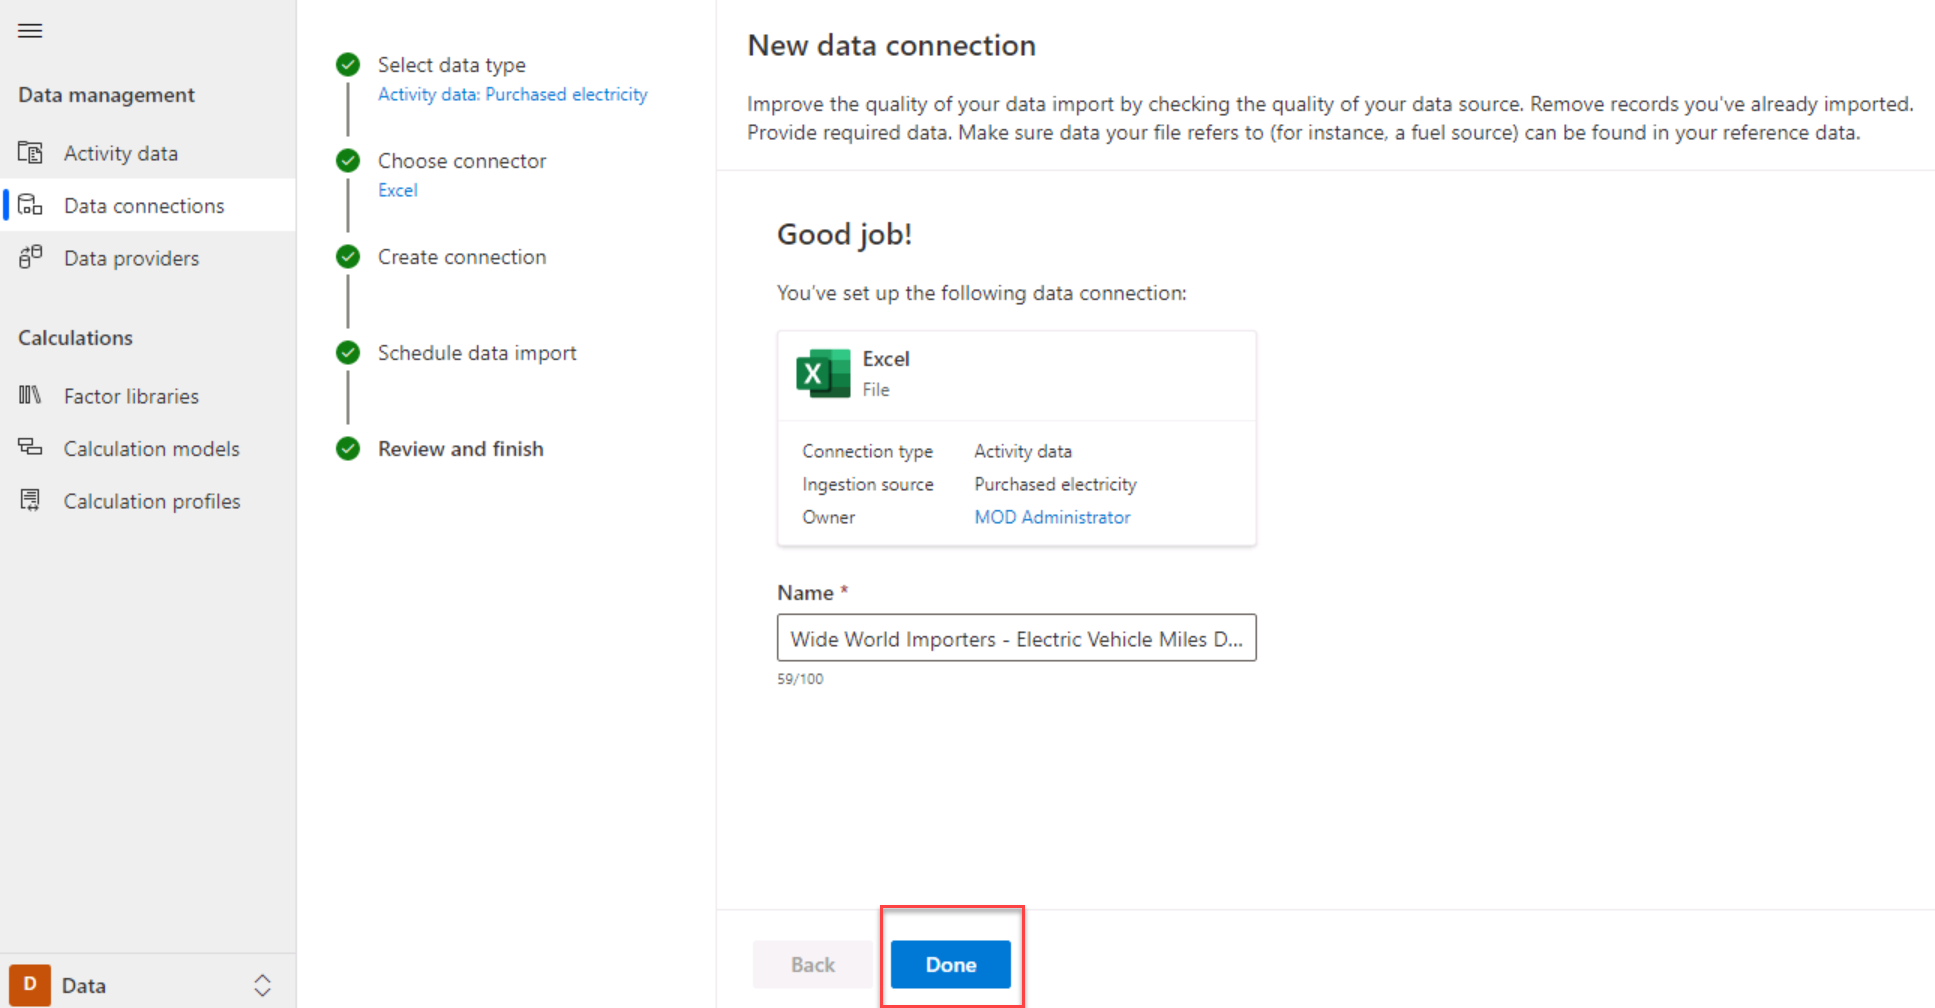 Data management
Activity data
Data connections
Data providers
Calculations
Factor libraries
Calculation models
Calculation profiles
D
Data
Select data type
Activity data: Purchased electricity
Choose connector
Excel
Create connection
Schedule data import
Review and finish
New data connection
Improve the quality of your data import by checking the quality of your data source. Remove records you've already imported.
Provide required data. Make sure data your file refers to (for instance, a fuel source) can be found in your reference data.
Good job!
You've set up the following data connection:
X
Excel
File
Connection type Activity data
Ingestion source Purchased electricity
Owner MOD Administrator
Name *
Wide World Importers - Electric Vehicle Miles D...
59/100
Back
Done